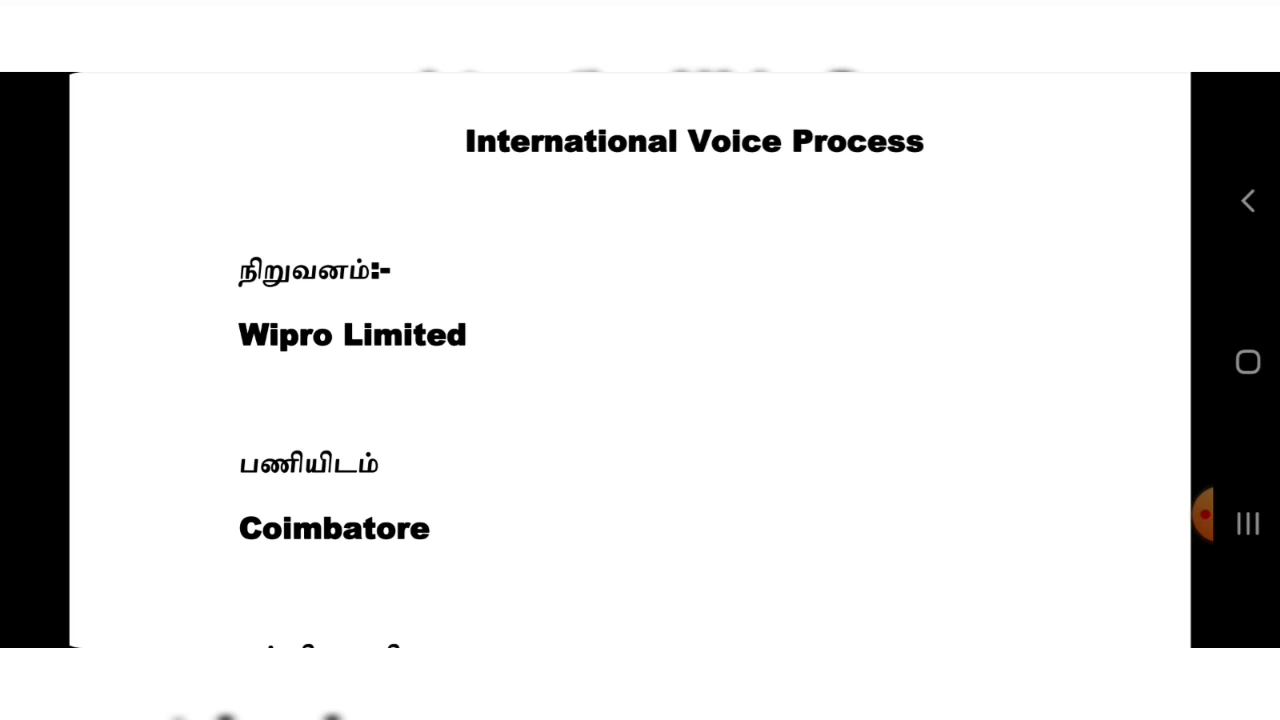 International Voice Process
நிறுவனம்:-
Wipro Limited
பணியிடம்
Coimbatore